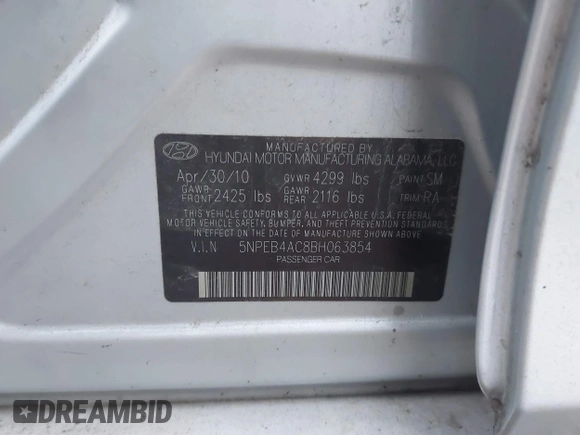 MANUFACTURED BY
HYUNDAI MOTOR MANUFACTURING ALABAMA, LLC
Apr/30/10 GVWR 4299 lbs PAINT SM
GAWR FRONT 2425 lbs GAWR REAR 2116 lbs TRIM RA
THIS VEHICLE CONFORMS TO ALL APPLICABLE U.S.A. FEDERAL
MOTOR VEHICLE SAFETY, BUMPER, AND THEFT PREVENTION
STANDARDS IN EFFECT ON THE DATE OF MANUFACTURE SHOWN ABOVE.
V.I.N 5NPEB4AC8BH063854
PASSENGER CAR
DREAMBID